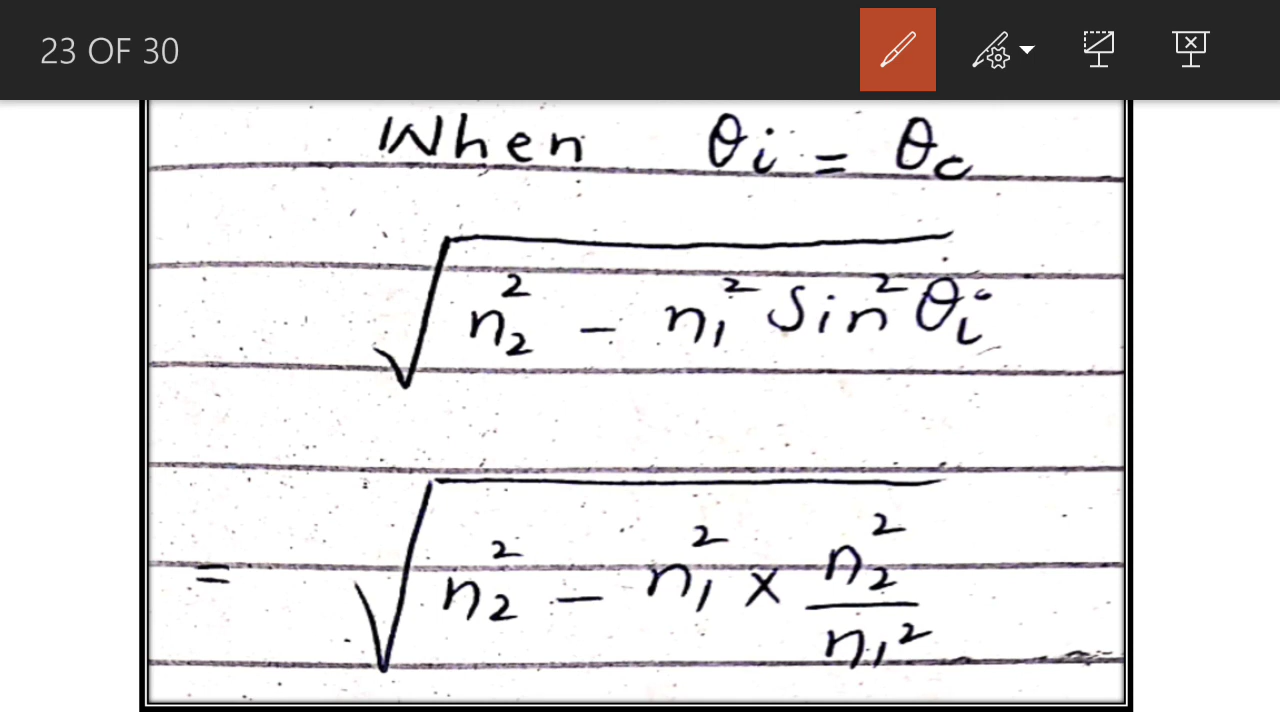 23 OF 30
When θi = θc
√(n₂² - n₁² Sin²θi)
= √(n₂² - n₁² × n₂²/n₁²)